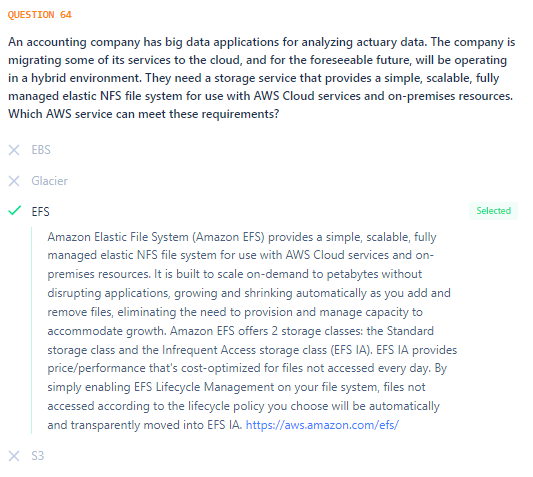 QUESTION 64
An accounting company has big data applications for analyzing actuary data. The company is
migrating some of its services to the cloud, and for the foreseeable future, will be operating
in a hybrid environment. They need a storage service that provides a simple, scalable, fully
managed elastic NFS file system for use with AWS Cloud services and on-premises resources.
Which AWS service can meet these requirements?
EBS
Glacier
EFS
Selected
Amazon Elastic File System (Amazon EFS) provides a simple, scalable, fully
managed elastic NFS file system for use with AWS Cloud services and on-
premises resources. It is built to scale on-demand to petabytes without
disrupting applications, growing and shrinking automatically as you add and
remove files, eliminating the need to provision and manage capacity to
accommodate growth. Amazon EFS offers 2 storage classes: the Standard
storage class and the Infrequent Access storage class (EFS IA). EFS IA provides
price/performance that's cost-optimized for files not accessed every day. By
simply enabling EFS Lifecycle Management on your file system, files not
accessed according to the lifecycle policy you choose will be automatically
and transparently moved into EFS IA. https://aws.amazon.com/efs/
S3